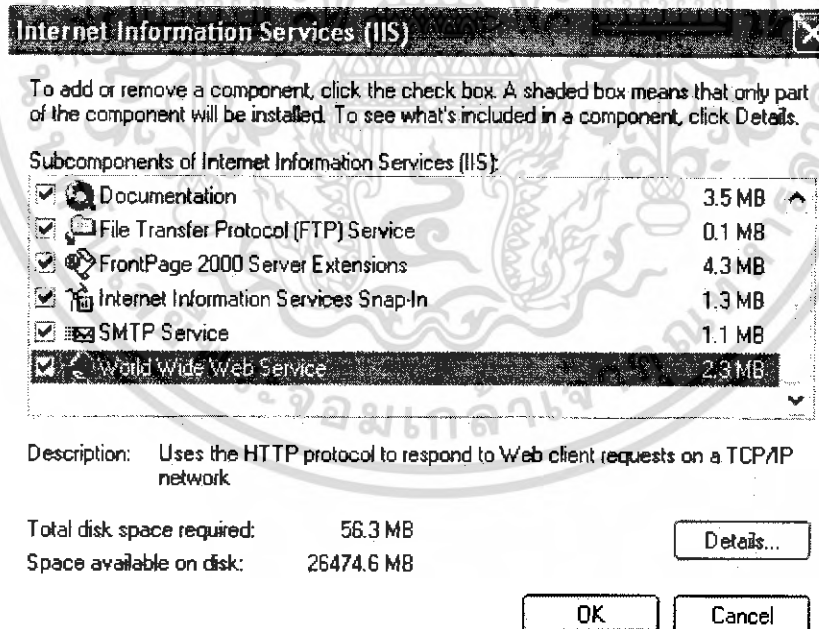 Internet Information Services (IIS)
To add or remove a component, click the check box. A shaded box means that only part
of the component will be installed. To see what's included in a component, click Details.
Subcomponents of Internet Information Services (IIS):
Documentation 3.5 MB
File Transfer Protocol (FTP) Service 0.1 MB
FrontPage 2000 Server Extensions 4.3 MB
Internet Information Services Snap-In 1.3 MB
SMTP Service 1.1 MB
World Wide Web Service 2.3 MB
Description: Uses the HTTP protocol to respond to Web client requests on a TCP/IP
network
Total disk space required: 56.3 MB
Space available on disk: 26474.6 MB
Details...
OK Cancel